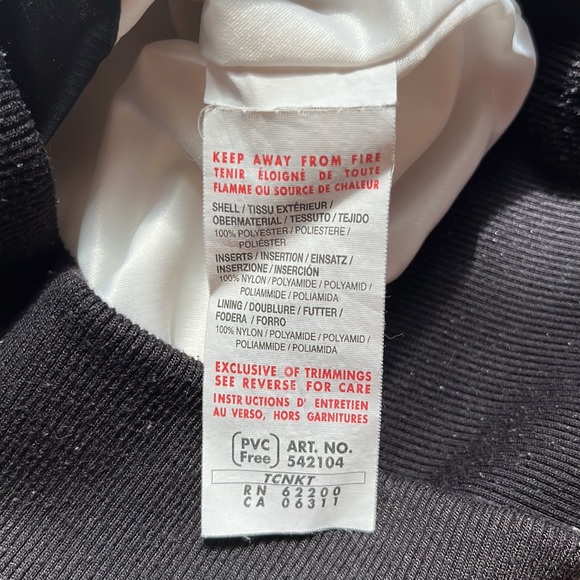 KEEP AWAY FROM FIRE
TENIR ÉLOIGNÉ DE TOUTE
FLAMME OU SOURCE DE CHALEUR
SHELL / TISSU EXTÉRIEUR /
OBERMATERIAL / TESSUTO / TEJIDO
100% POLYESTER / POLIESTERE /
POLIÉSTER
INSERTS / INSERTION / EINSATZ /
INSERZIONE / INSERCIÓN
100% NYLON / POLYAMIDE / POLYAMID /
POLIAMMIDE / POLIAMIDA
LINING / DOUBLURE / FUTTER /
FODERA / FORRO
100% NYLON / POLYAMIDE / POLYAMID /
POLIAMMIDE / POLIAMIDA
EXCLUSIVE OF TRIMMINGS
SEE REVERSE FOR CARE
INSTRUCTIONS D' ENTRETIEN
AU VERSO, HORS GARNITURES
PVC Free ART. NO.
542104
TCNKT
RN 62200
CA 06311